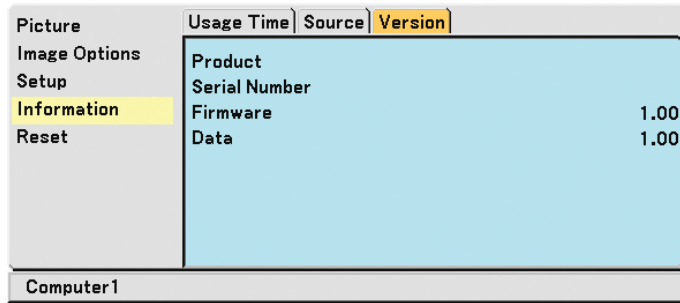 Picture
Image Options
Setup
Information
Reset
Usage Time Source Version
Product
Serial Number
Firmware 1.00
Data 1.00
Computer1